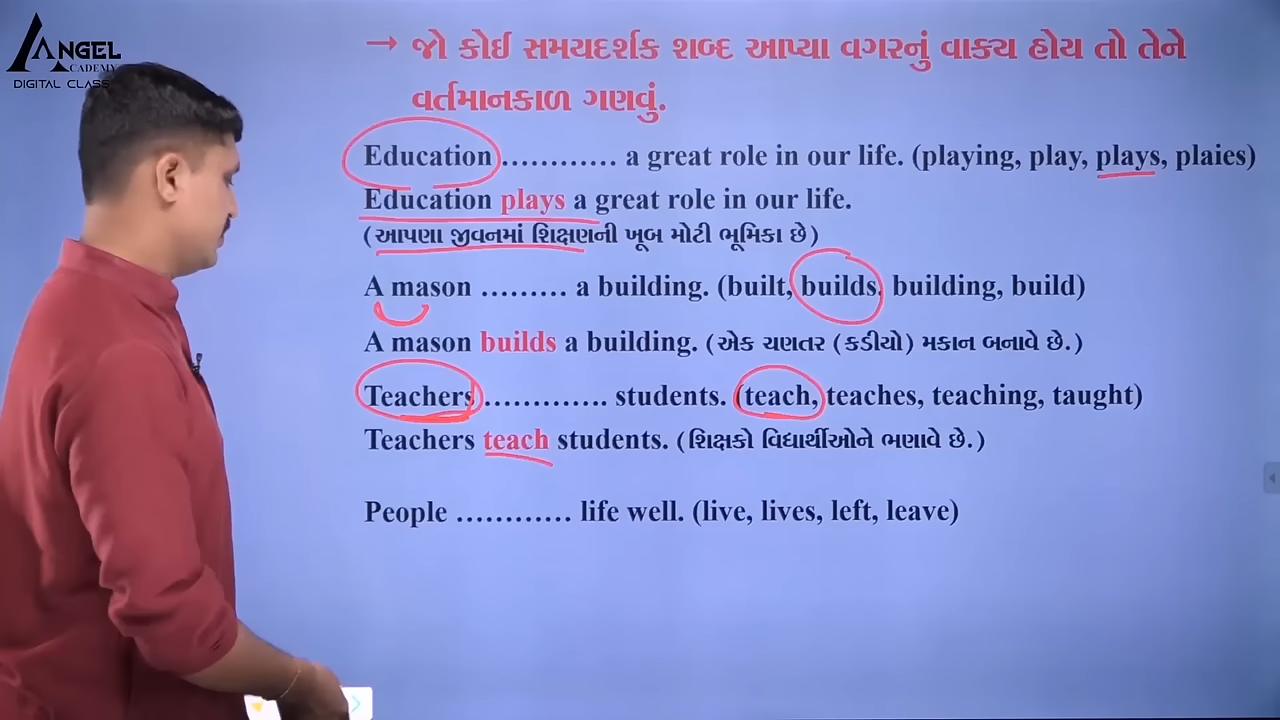 ANGEL
ACADEMY
DIGITAL CLASS
→ જો કોઈ સમયદર્શક શબ્દ આપ્યા વગરનું વાક્ય હોય તો તેને
વર્તમાનકાળ ગણવું.
Education ………… a great role in our life. (playing, play, plays, plaies)
Education plays a great role in our life.
(આપણા જીવનમાં શિક્ષણની ખૂબ મોટી ભૂમિકા છે)
A mason ……… a building. (built, builds, building, build)
A mason builds a building. (એક ચણતર (કડીયો) મકાન બનાવે છે.)
Teachers …………. students. (teach, teaches, teaching, taught)
Teachers teach students. (શિક્ષકો વિદ્યાર્થીઓને ભણાવે છે.)
People ………… life well. (live, lives, left, leave)